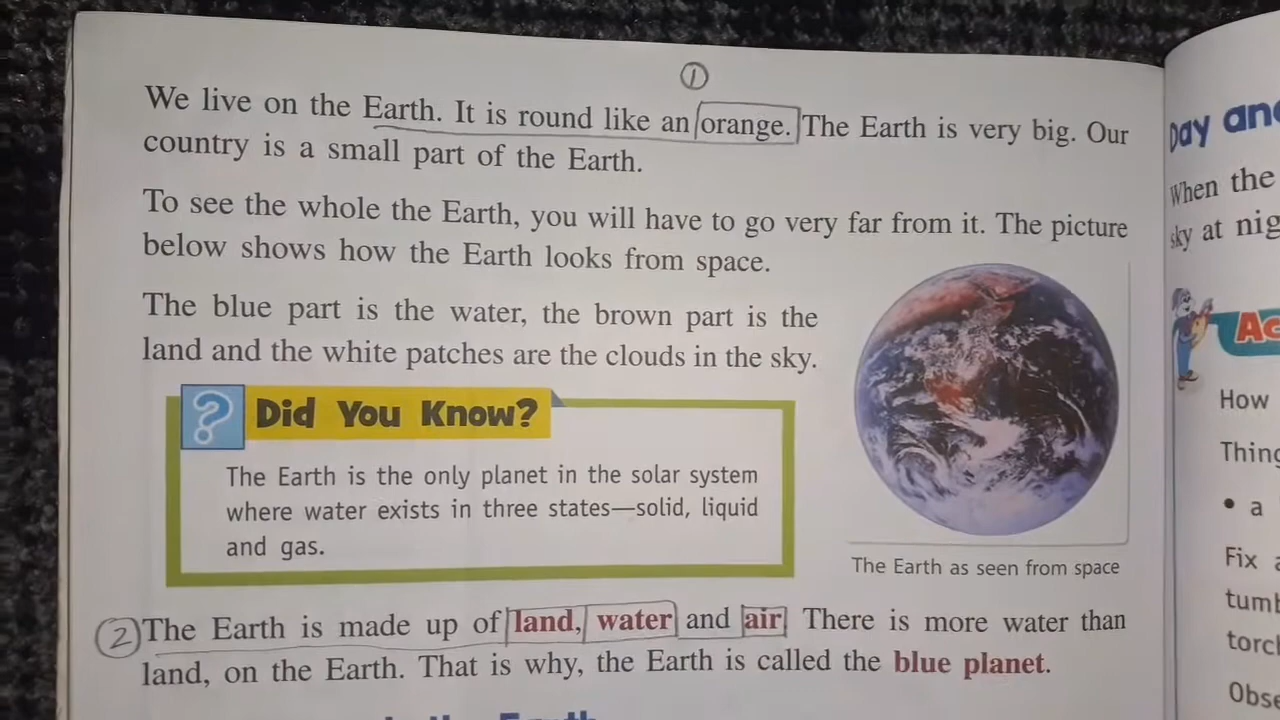 ①
We live on the Earth. It is round like an orange. The Earth is very big. Our
country is a small part of the Earth.
To see the whole the Earth, you will have to go very far from it. The picture
below shows how the Earth looks from space.
The blue part is the water, the brown part is the
land and the white patches are the clouds in the sky.
? Did You Know?
The Earth is the only planet in the solar system
where water exists in three states—solid, liquid
and gas.
The Earth as seen from space
② The Earth is made up of land, water and air There is more water than
land, on the Earth. That is why, the Earth is called the blue planet.
Day and
When the
sky at nig
Ac
How
Thing
• a
Fix
torch
Obse